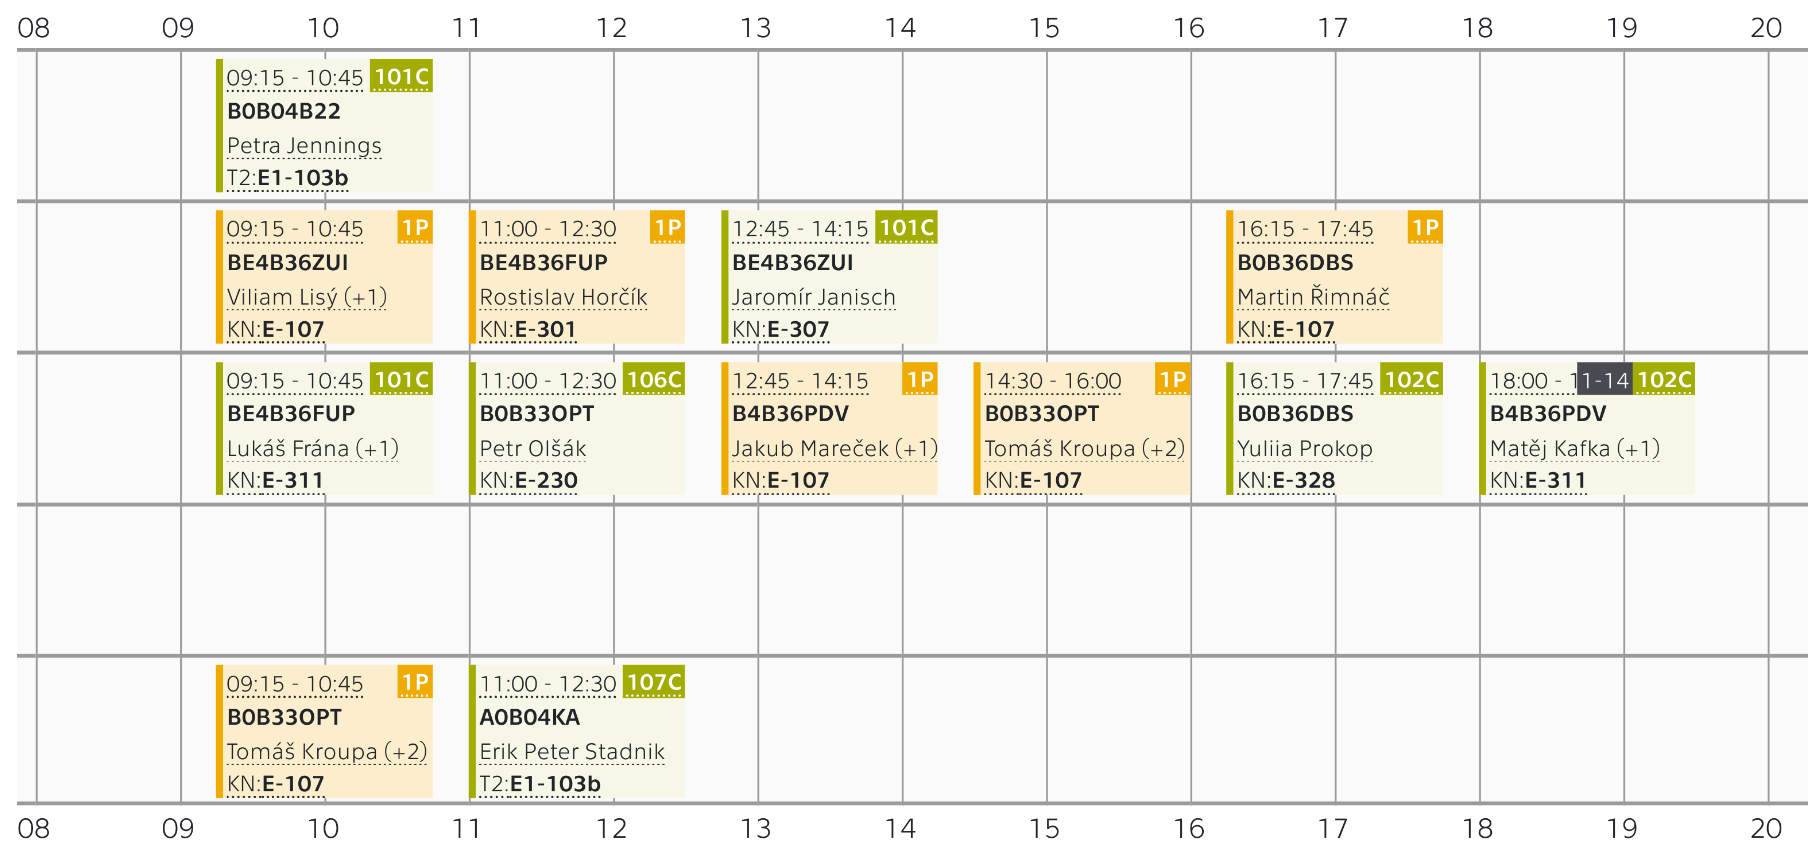 08 09 10 11 12 13 14 15 16 17 18 19 20
09:15 - 10:45 101C
B0B04B22
Petra Jennings
T2:E1-103b
09:15 - 10:45 1P
BE4B36ZUI
Viliam Lisý (+1)
KN:E-107
11:00 - 12:30 1P
BE4B36FUP
Rostislav Horčík
KN:E-301
12:45 - 14:15 101C
BE4B36ZUI
Jaromír Janisch
KN:E-307
16:15 - 17:45 1P
B0B36DBS
Martin Řimnáč
KN:E-107
09:15 - 10:45 101C
BE4B36FUP
Lukáš Frána (+1)
KN:E-311
11:00 - 12:30 106C
B0B33OPT
Petr Olšák
KN:E-230
12:45 - 14:15 1P
B4B36PDV
Jakub Mareček (+1)
KN:E-107
14:30 - 16:00 1P
B0B33OPT
Tomáš Kroupa (+2)
KN:E-107
16:15 - 17:45 102C
B0B36DBS
Yuliia Prokop
KN:E-328
18:00 - 1-14 102C
B4B36PDV
Matěj Kafka (+1)
KN:E-311
09:15 - 10:45 1P
B0B33OPT
Tomáš Kroupa (+2)
KN:E-107
11:00 - 12:30 107C
A0B04KA
Erik Peter Stadnik
T2:E1-103b
08 09 10 11 12 13 14 15 16 17 18 19 20